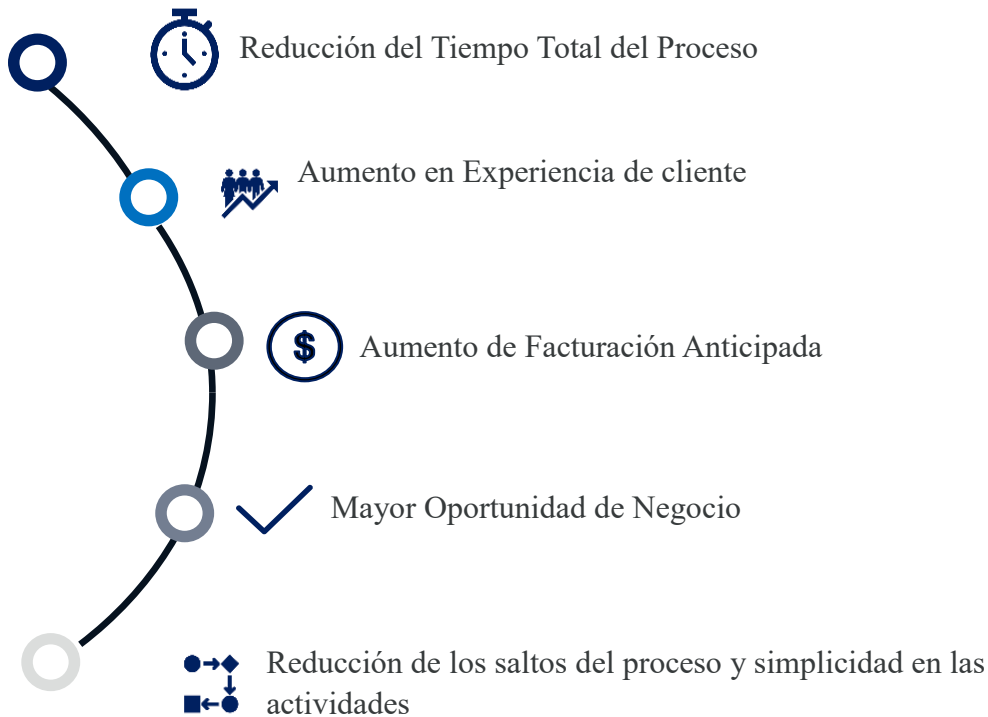 Reducción del Tiempo Total del Proceso
Aumento en Experiencia de cliente
$
Aumento de Facturación Anticipada
Mayor Oportunidad de Negocio
Reducción de los saltos del proceso y simplicidad en las
actividades